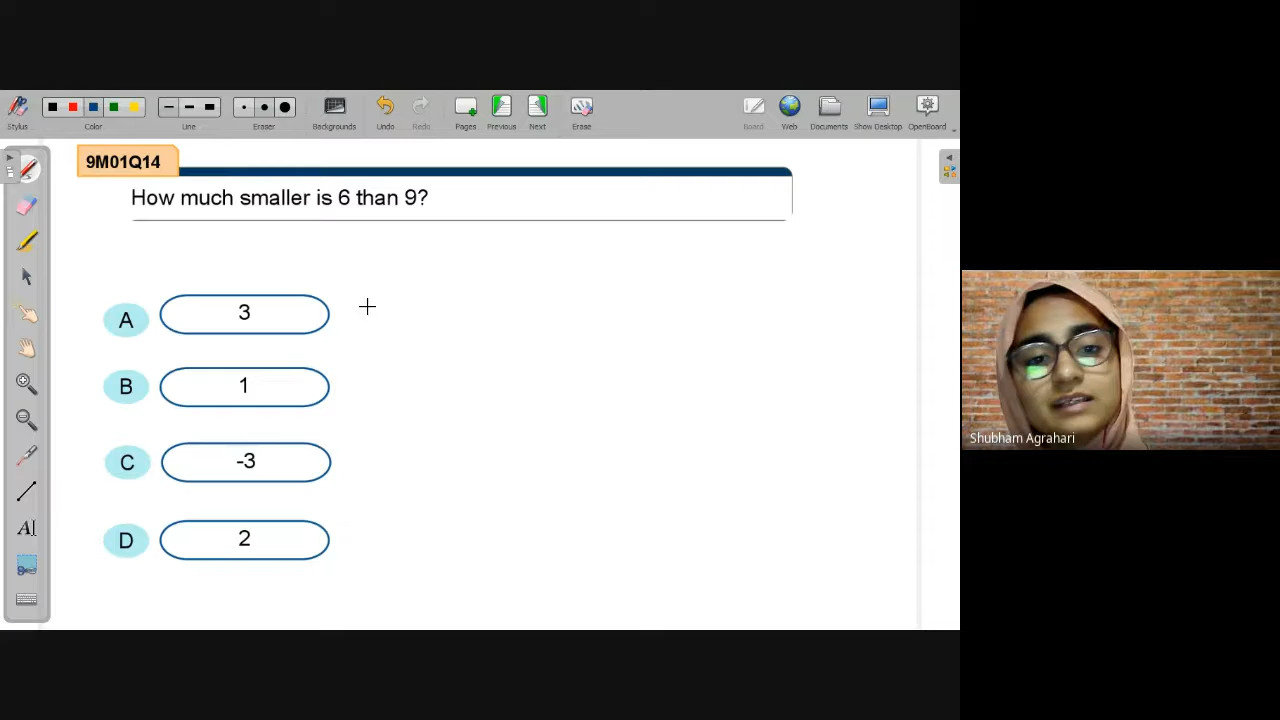 Stylus
Color
Line
Eraser
Backgrounds
Undo
Redo
Pages
Previous
Next
Erase
Board
Web
Documents
Show Desktop
OpenBoard
9M01Q14
How much smaller is 6 than 9?
A 3
B 1
C -3
D 2
AI
Shubham Agrahari